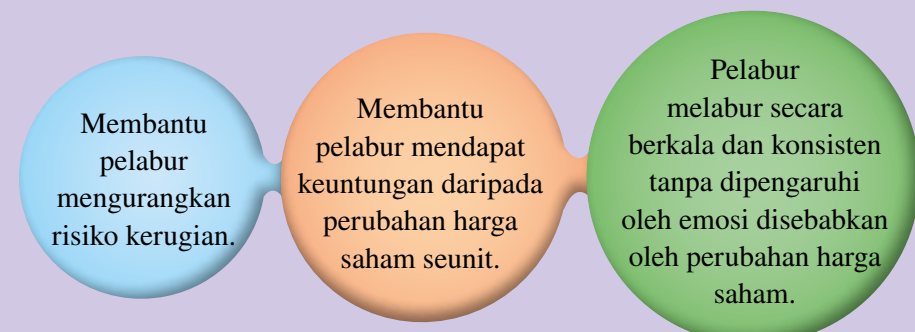 Membantu
pelabur
mengurangkan
risiko kerugian.
Membantu
pelabur mendapat
keuntungan daripada
perubahan harga
saham seunit.
Pelabur
melabur secara
berkala dan konsisten
tanpa dipengaruhi
oleh emosi disebabkan
oleh perubahan harga
saham.